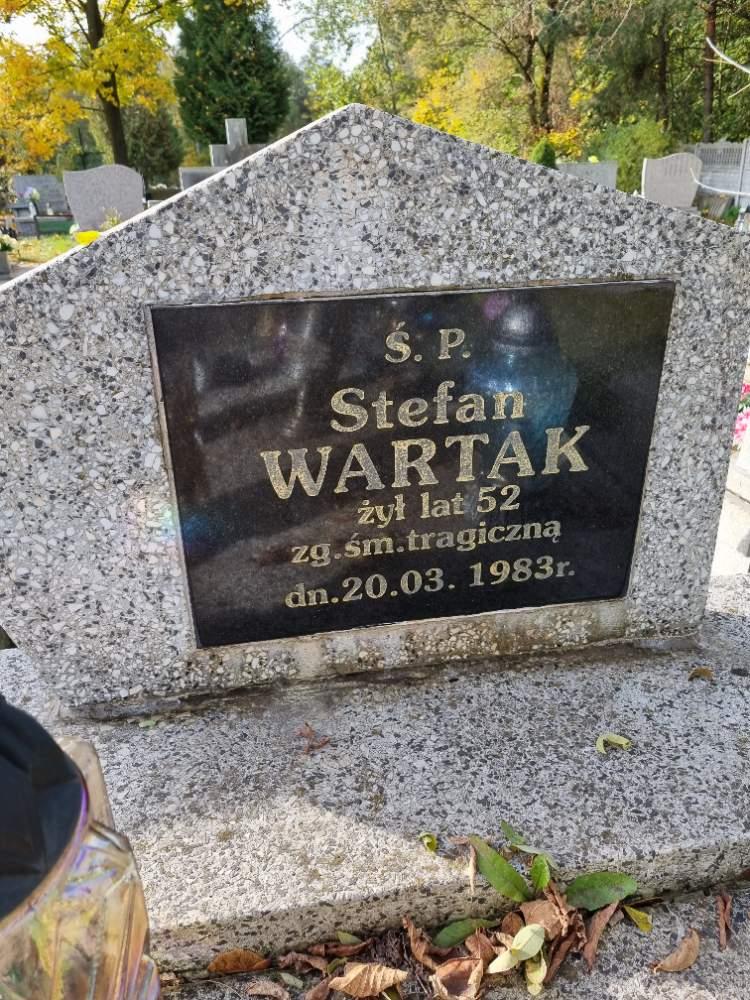 Ś. P.
Stefan
WARTAK
żył lat 52
zg.śm.tragiczną
dn.20.03. 1983r.